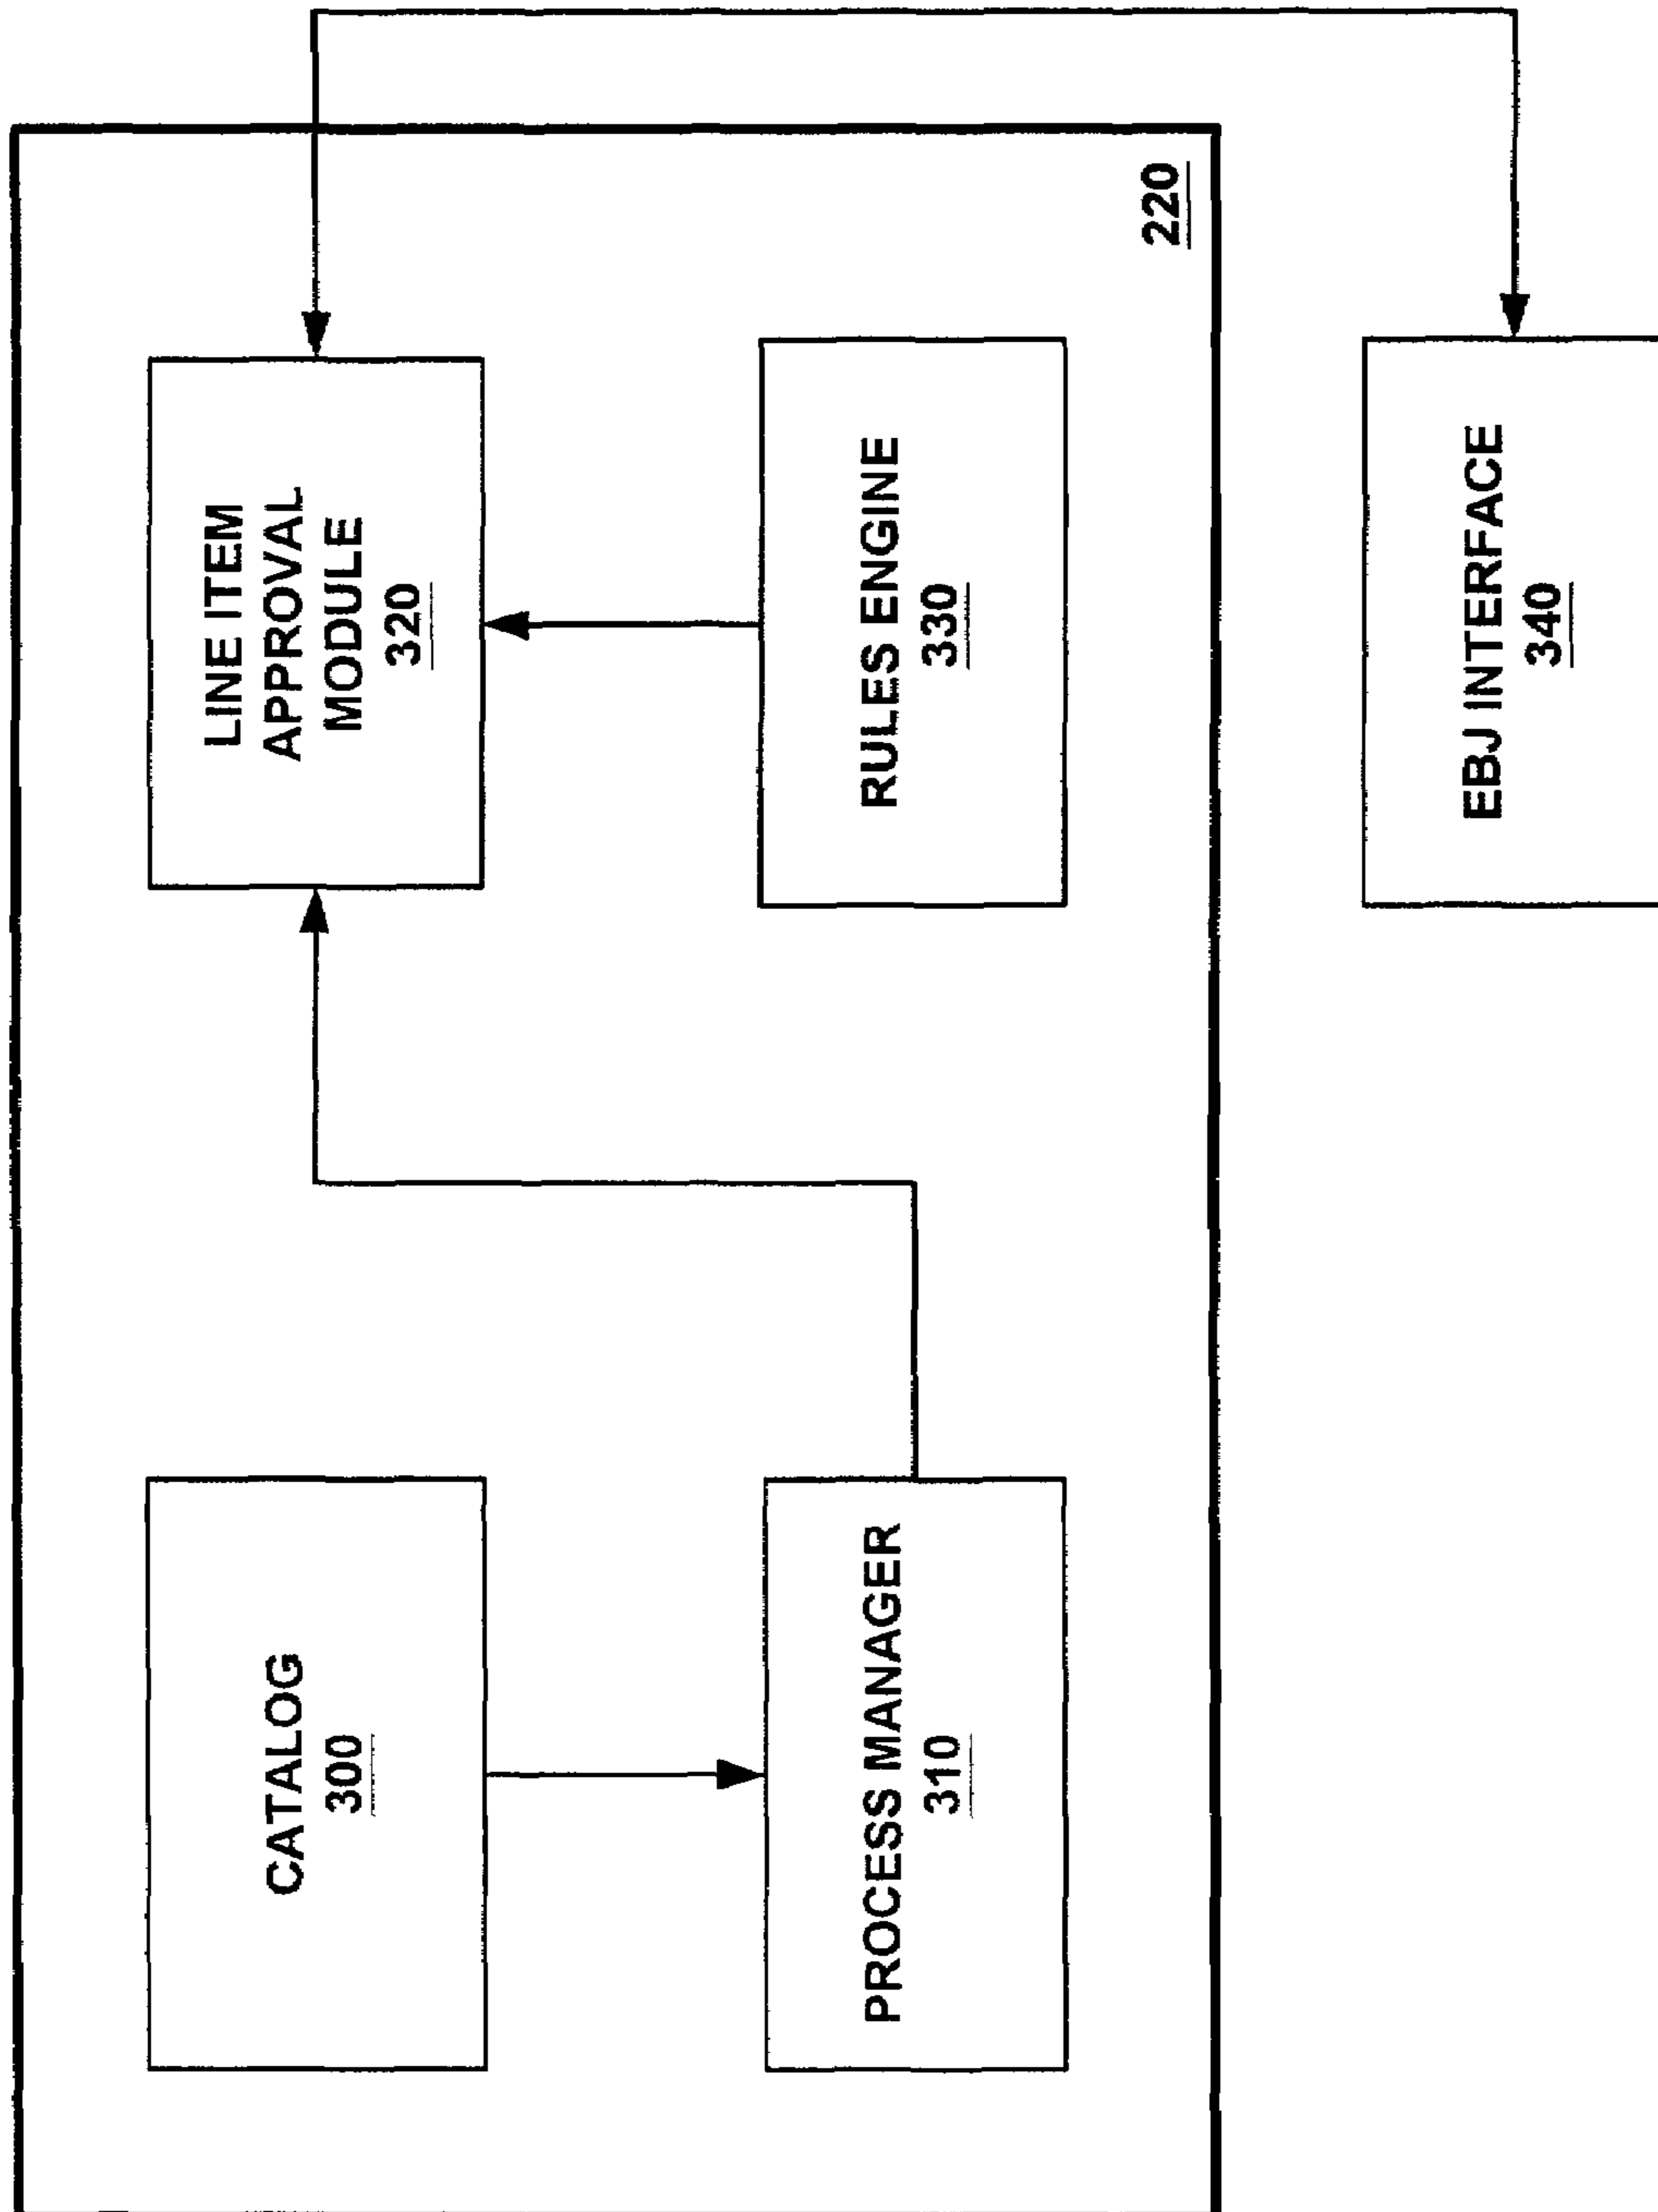 CATALOG
300
LINE ITEM
APPROVAL
MODULE
320
PROCESS MANAGER
310
RULES ENGINE
330
220
EBJ INTERFACE
340